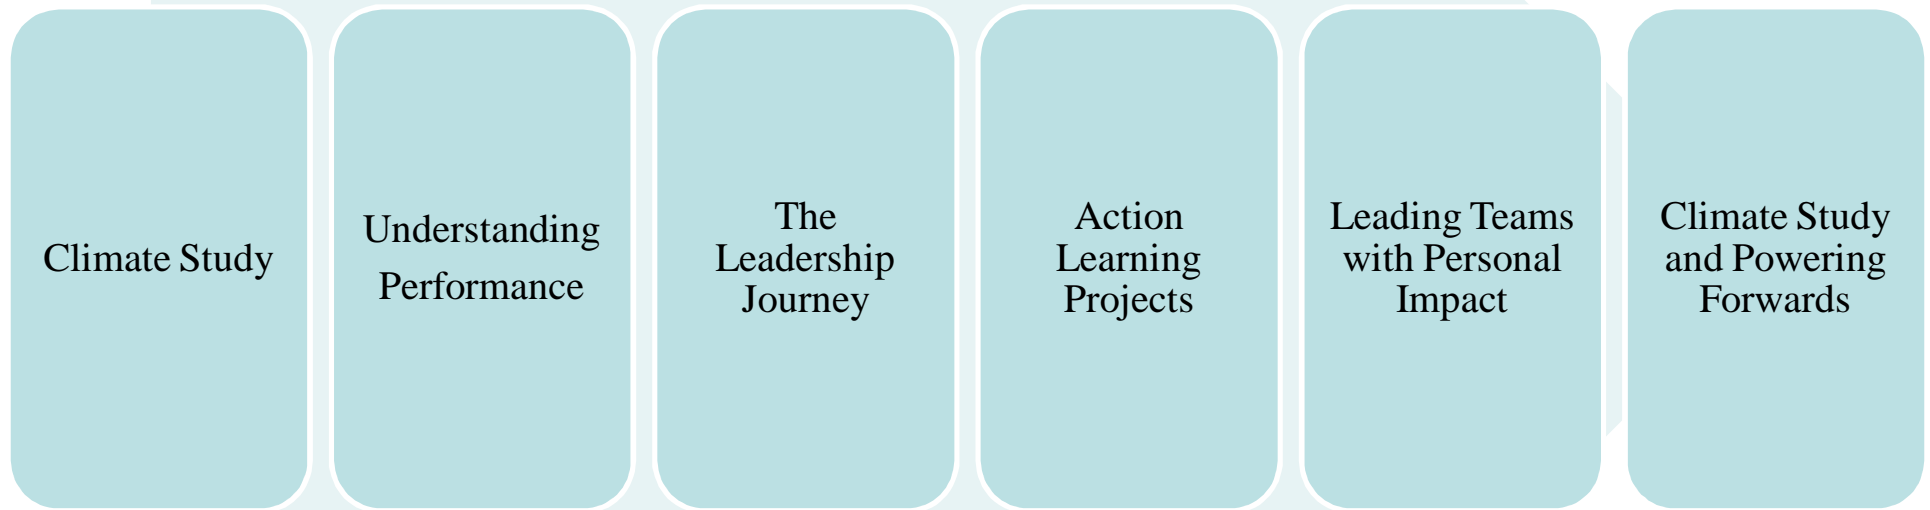 Climate Study
Understanding
Performance
The
Leadership
Journey
Action
Learning
Projects
Leading Teams
with Personal
Impact
Climate Study
and Powering
Forwards